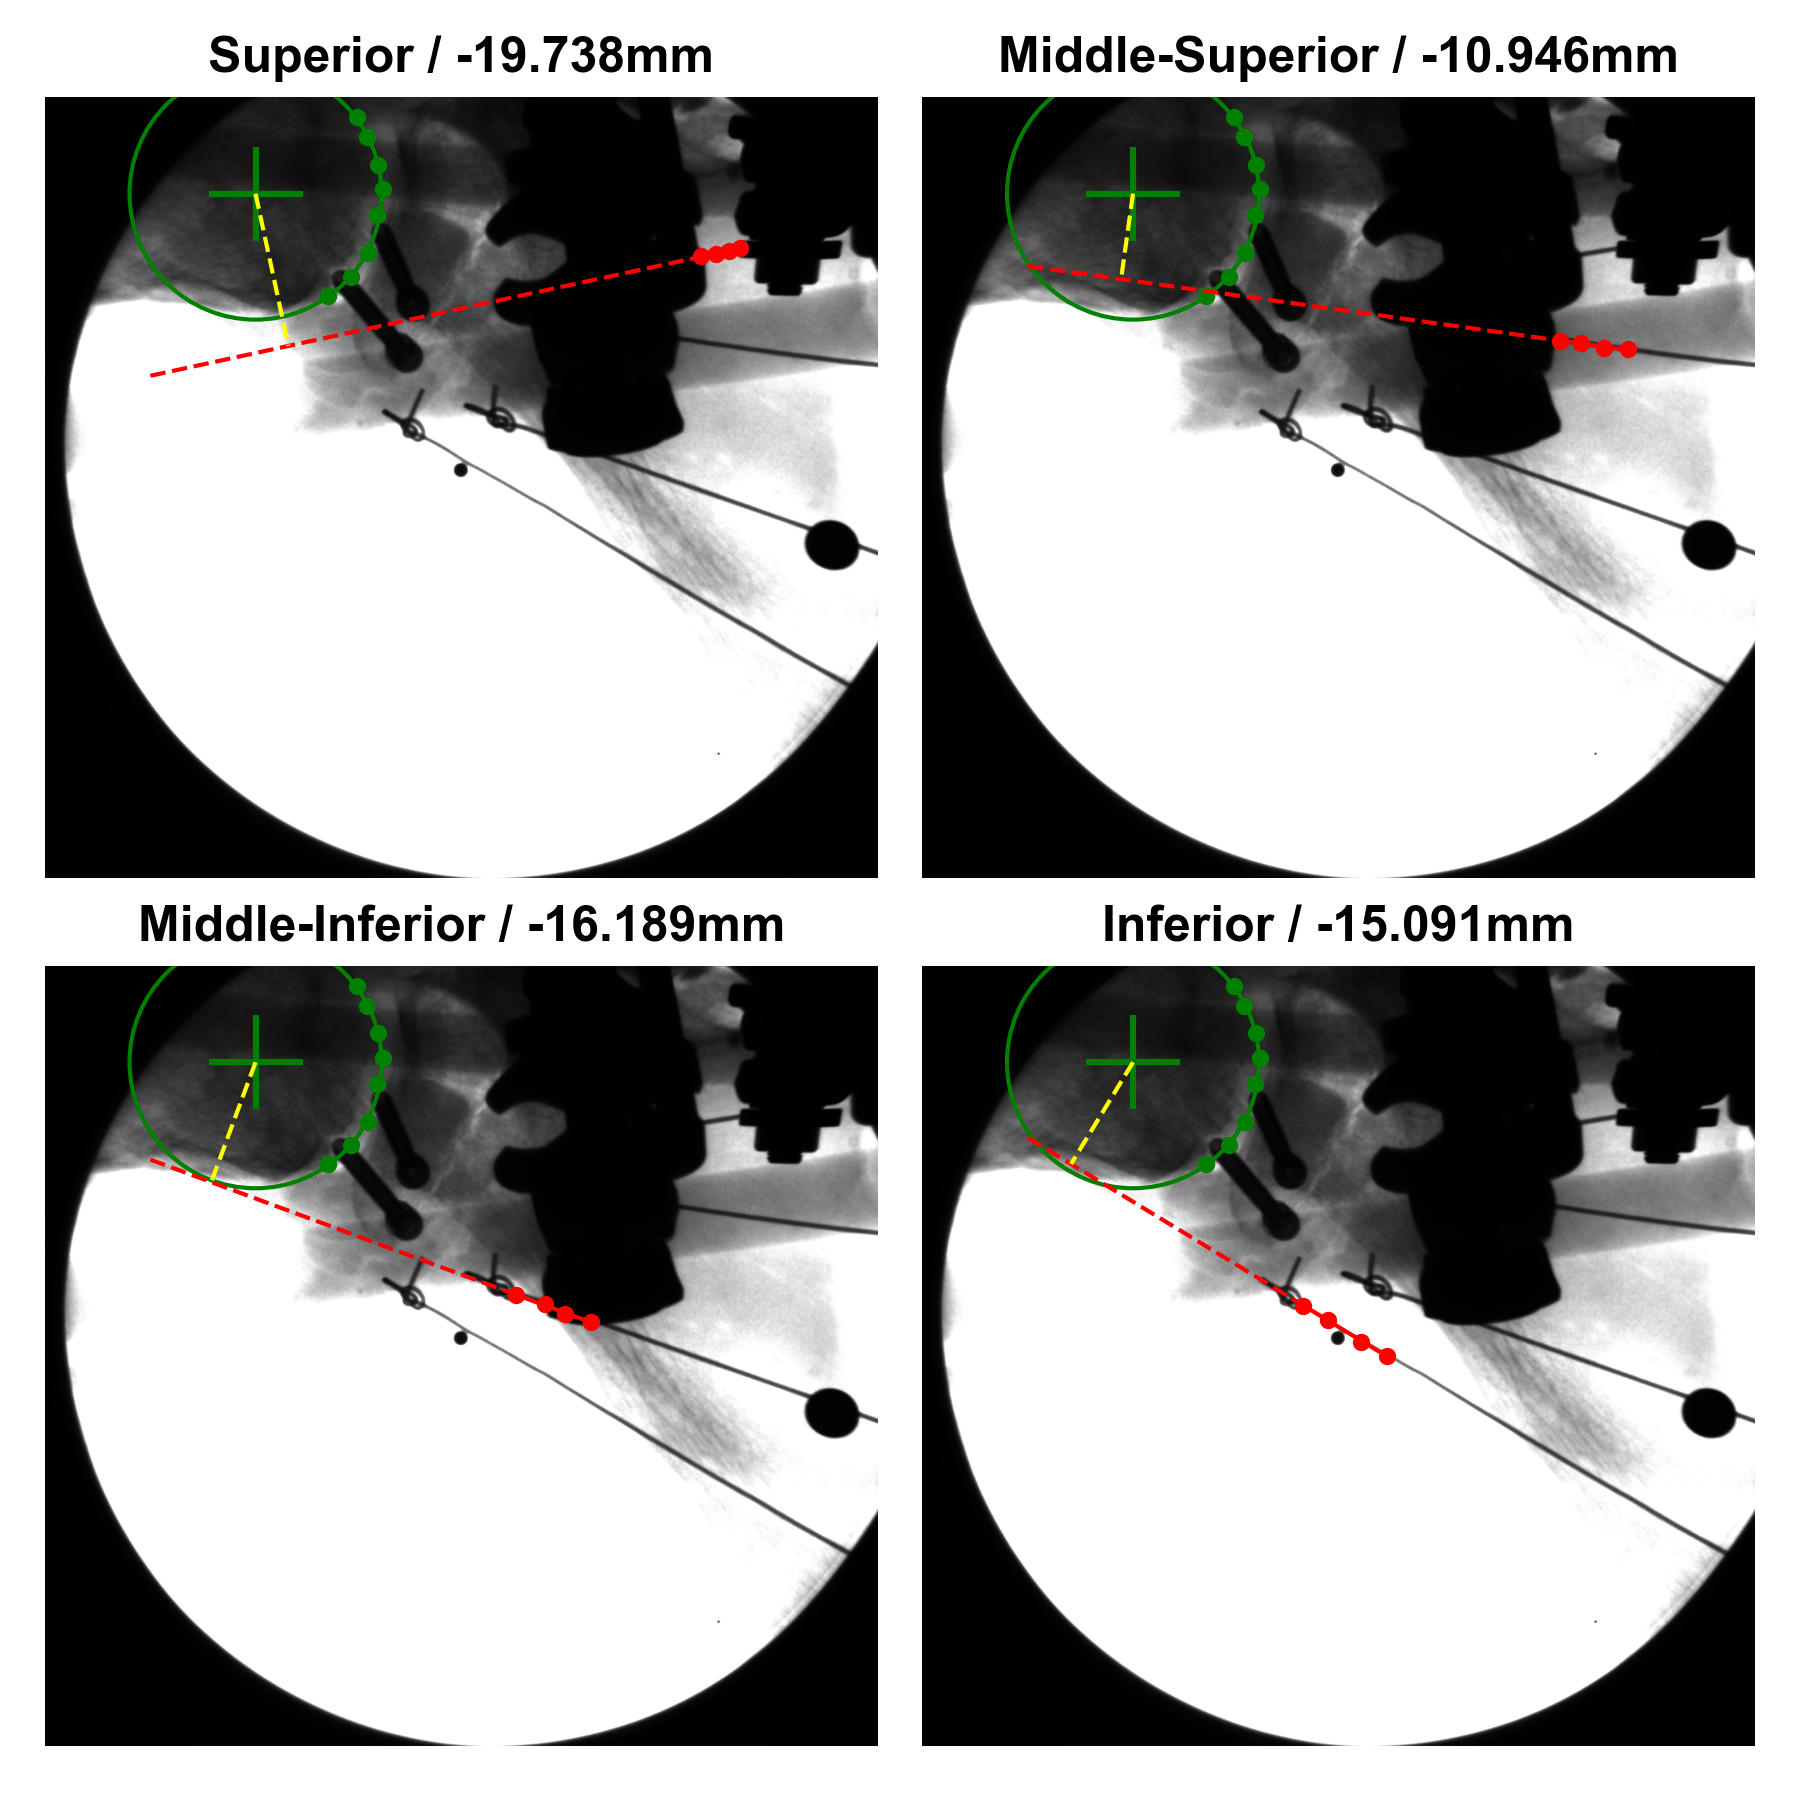 Superior / -19.738mm
Middle-Superior / -10.946mm
Middle-Inferior / -16.189mm
Inferior / -15.091mm